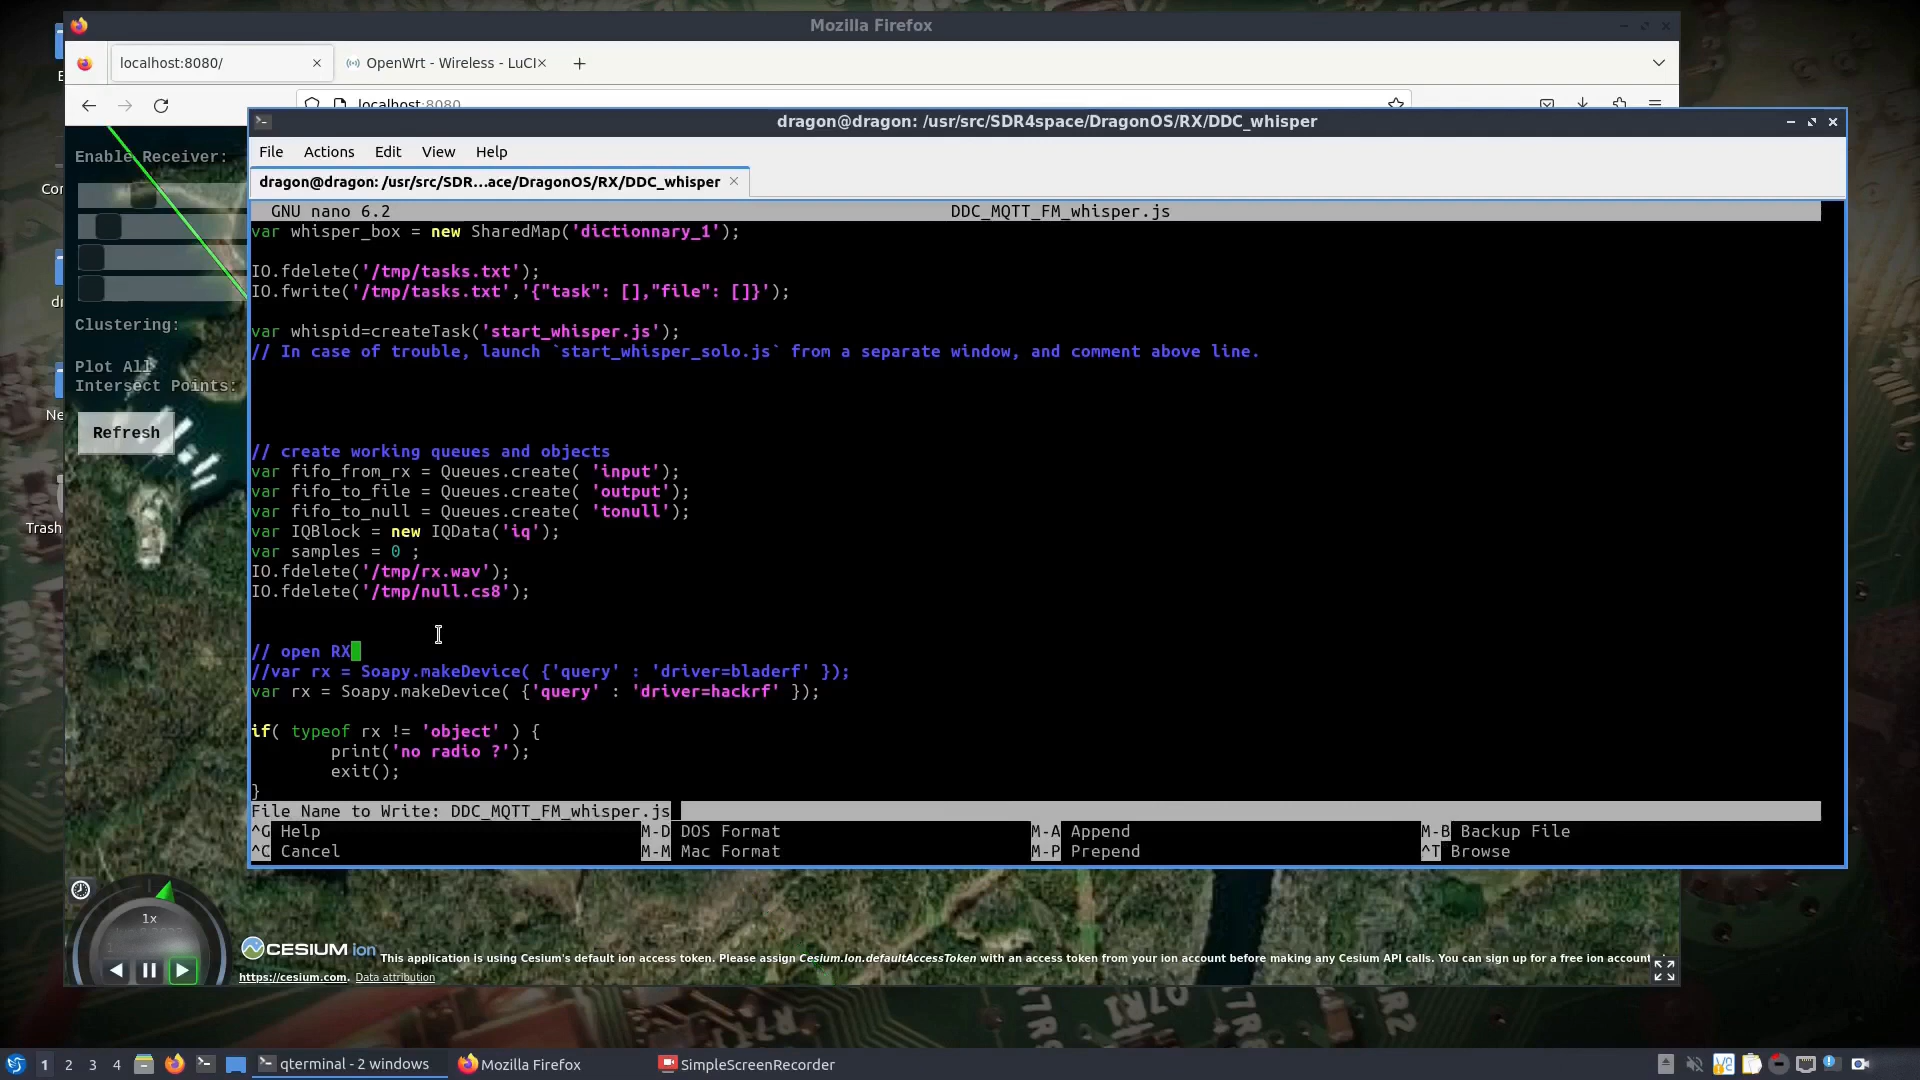 Mozilla Firefox
localhost:8080/
OpenWrt - Wireless - LuCI
localhost:8080
dragon@dragon: /usr/src/SDR4space/DragonOS/RX/DDC_whisper
File Actions Edit View Help
dragon@dragon: /usr/src/SDR...ace/DragonOS/RX/DDC_whisper
GNU nano 6.2 DDC_MQTT_FM_whisper.js
var whisper_box = new SharedMap('dictionnary_1');
IO.fdelete('/tmp/tasks.txt');
IO.fwrite('/tmp/tasks.txt','{"task": [],"file": []}');
var whispid=createTask('start_whisper.js');
// In case of trouble, launch `start_whisper_solo.js` from a separate window, and comment above line.
// create working queues and objects
var fifo_from_rx = Queues.create( 'input');
var fifo_to_file = Queues.create( 'output');
var fifo_to_null = Queues.create( 'tonull');
var IQBlock = new IQData('iq');
var samples = 0 ;
IO.fdelete('/tmp/rx.wav');
IO.fdelete('/tmp/null.cs8');
// open RX
//var rx = Soapy.makeDevice( {'query' : 'driver=bladerf' });
var rx = Soapy.makeDevice( {'query' : 'driver=hackrf' });
if( typeof rx != 'object' ) {
print('no radio ?');
exit();
}
File Name to Write: DDC_MQTT_FM_whisper.js
^G Help M-D DOS Format M-A Append M-B Backup File
^C Cancel M-M Mac Format M-P Prepend ^T Browse
Enable Receiver:
Clustering:
Plot All
Intersect Points:
Refresh
Con
Ne
Trash
1x
CESIUM ion This application is using Cesium's default ion access token. Please assign Cesium.Ion.defaultAccessToken with an access token from your ion account before making any Cesium API calls. You can sign up for a free ion account
https://cesium.com. Data attribution
1 2 3 4 qterminal - 2 windows Mozilla Firefox SimpleScreenRecorder